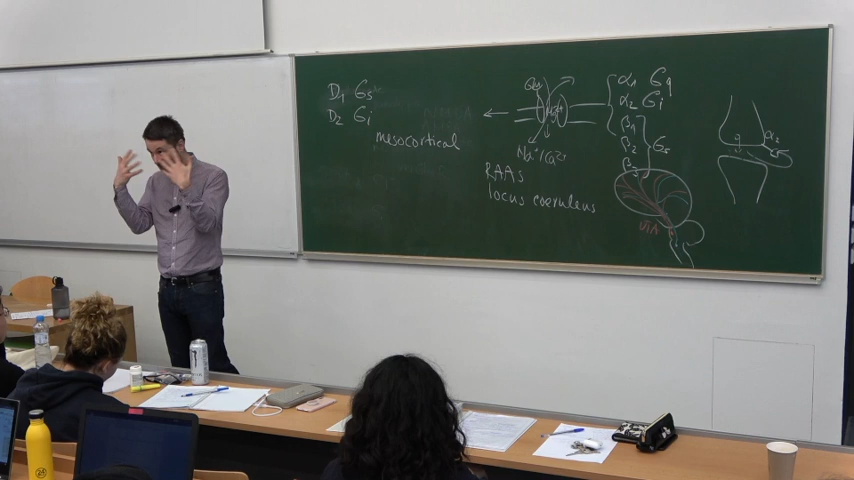 D1 Gs
D2 Gi
mesocortical
Na+/Ca2+
RAAs
locus coeruleus
α1 Gq
α2 Gi
β1
β2 Gs
β3
VTA
α2